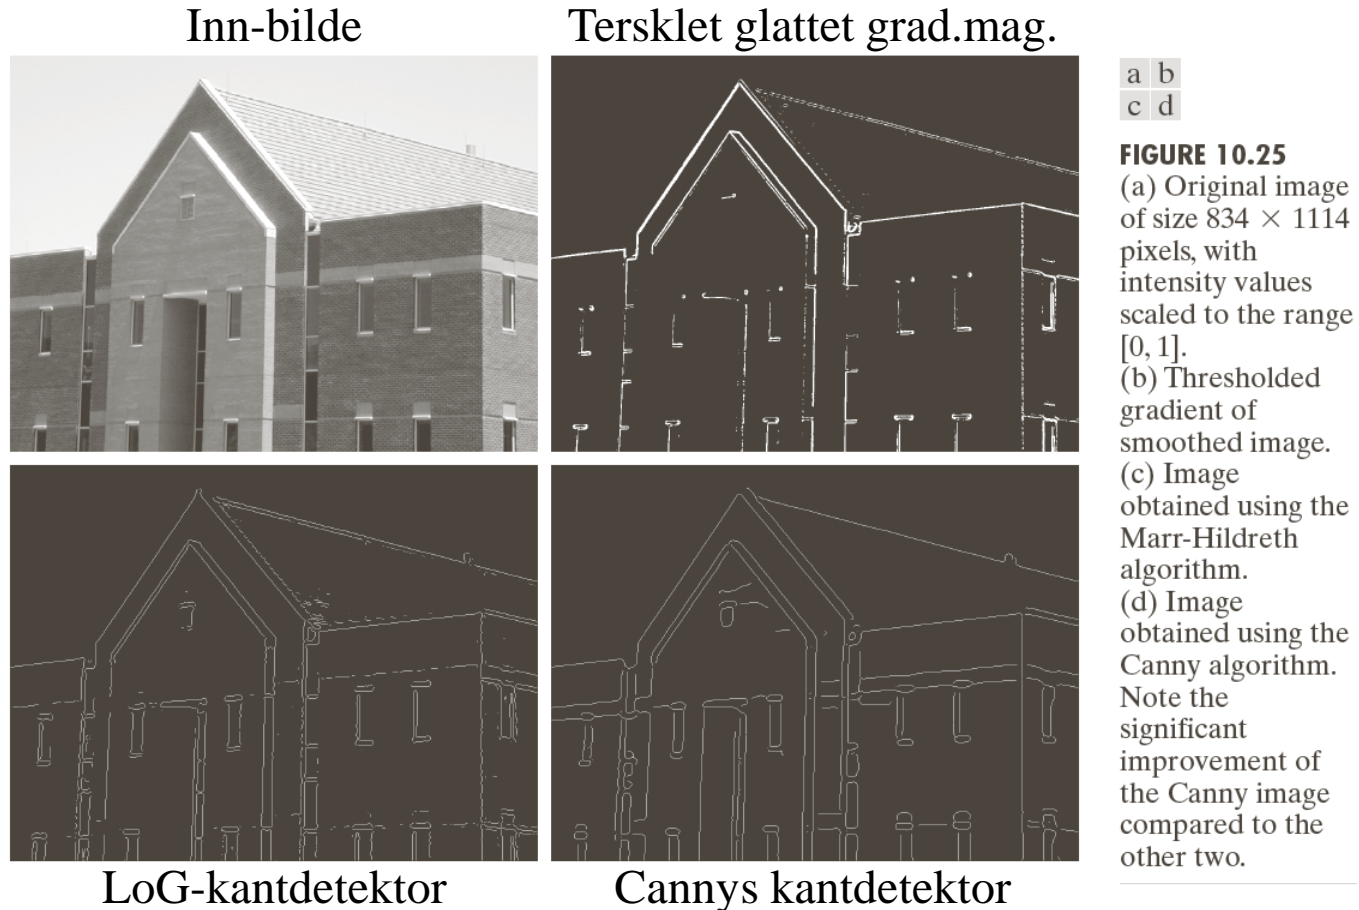 Inn-bilde
Tersklet glattet grad.mag.
a b
c d
FIGURE 10.25
(a) Original image
of size 834 × 1114
pixels, with
intensity values
scaled to the range
[0, 1].
(b) Thresholded
gradient of
smoothed image.
(c) Image
obtained using the
Marr-Hildreth
algorithm.
(d) Image
obtained using the
Canny algorithm.
Note the
significant
improvement of
the Canny image
compared to the
other two.
LoG-kantdetektor
Cannys kantdetektor